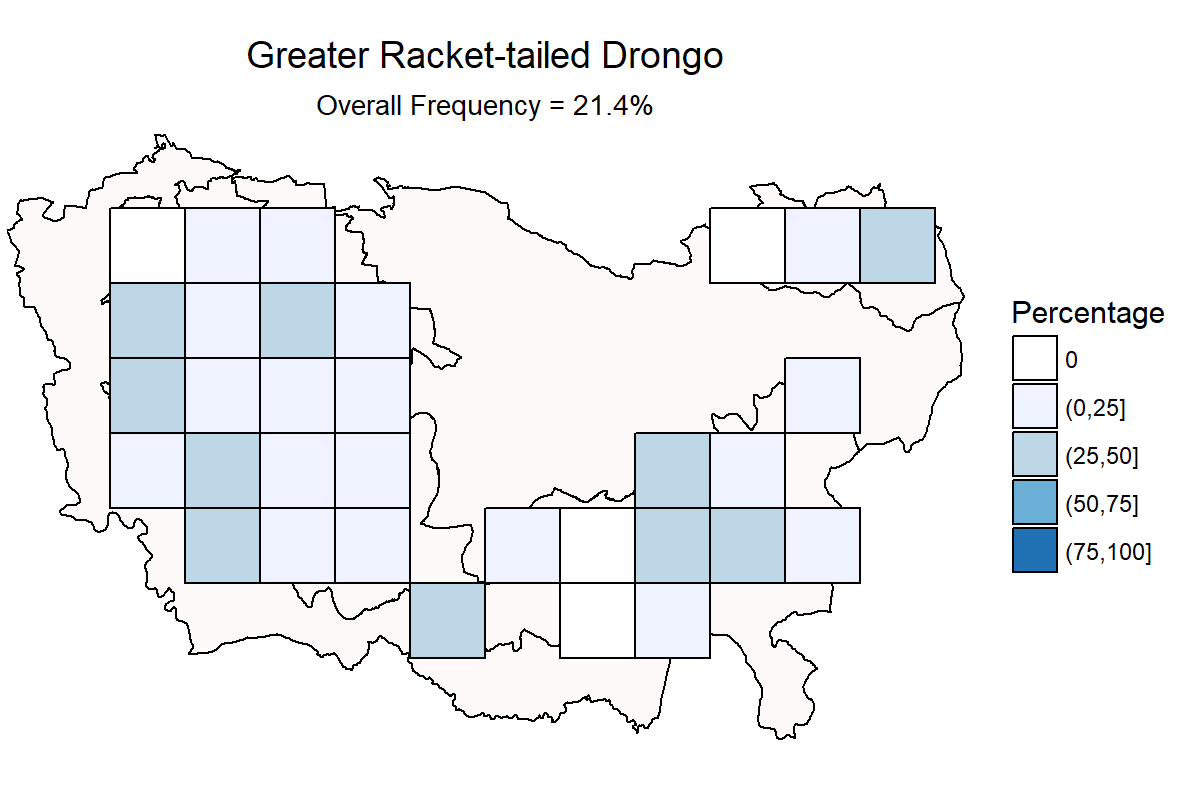 Greater Racket-tailed Drongo
Overall Frequency = 21.4%
Percentage
0
(0,25]
(25,50]
(50,75]
(75,100]